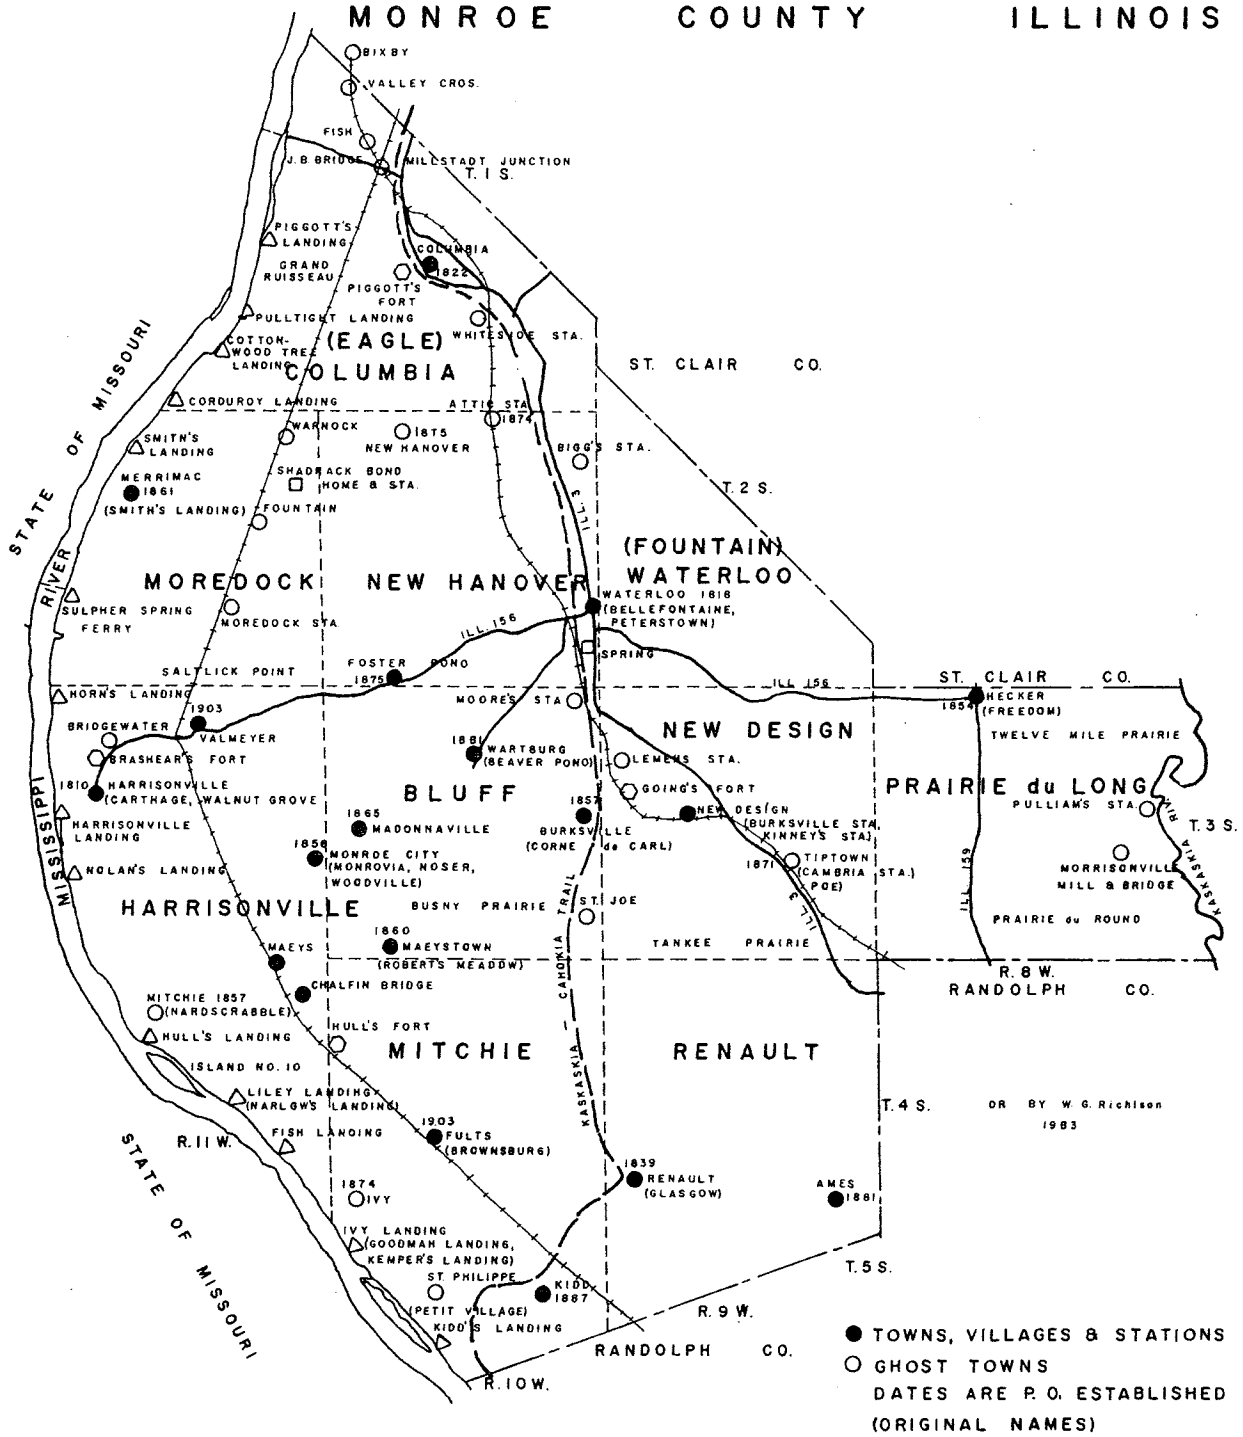 MONROE COUNTY ILLINOIS
BIXBY
VALLEY CROS.
FISH
J.B. BRIDGE
MILLSTADT JUNCTION
T. 1 S.
PIGGOTT'S
LANDING
GRAND
RUISSEAU
COLUMBIA
1822
PIGGOTT'S
FORT
PULLTIGHT LANDING
WHITESIDE STA.
COTTON-
WOOD TREE
LANDING
(EAGLE)
COLUMBIA
ST. CLAIR CO.
STATE OF MISSOURI
CORDUROY LANDING
ATTIC STA.
1874
WARNOCK
1875
NEW HANOVER
SMITH'S
LANDING
BIGG'S STA.
SHADRACK BOND
HOME & STA.
MERRIMAC
1861
(SMITH'S LANDING)
FOUNTAIN
T. 2 S.
ILL. 3
(FOUNTAIN)
WATERLOO
RIVER
MOREDOCK
NEW HANOVER
WATERLOO 1818
(BELLEFONTAINE,
PETERSTOWN)
SULPHER SPRING
FERRY
MOREDOCK STA.
ILL. 156
SPRING
SALTLICK POINT
FOSTER POND
1875
ILL 156
ST. CLAIR CO.
HORN'S LANDING
MOORE'S STA
1854
HECKER
(FREEDOM)
1903
VALMEYER
BRIDGEWATER
NEW DESIGN
TWELVE MILE PRAIRIE
BRASHEAR'S FORT
1881
WARTBURG
(BEAVER POND)
LEMENS STA.
1810
HARRISONVILLE
(CARTHAGE, WALNUT GROVE
BLUFF
GOING'S FORT
PRAIRIE du LONG
PULLIAM'S STA.
MISSISSIPPI
HARRISONVILLE
LANDING
1865
MADONNAVILLE
1857
BURKSVILLE
(CORNE de CARL)
NEW DESIGN
(BURKSVILLE STA,
KINNEY'S STA)
KASKASKIA RIV.
T. 3 S.
1858
MONROE CITY
(MONROVIA, NOSER,
WOODVILLE)
1871
TIPTOWN
(CAMBRIA STA.)
POE)
ILL 159
MORRISONVILLE
MILL & BRIDGE
NOLAN'S LANDING
HARRISONVILLE
BUSNY PRAIRIE
ST. JOE
ILL. 3
PRAIRIE du ROUND
KASKASKIA
MAEYS
1860
MAEYSTOWN
(ROBERTS MEADOW)
TANKEE PRAIRIE
R. 8 W.
RANDOLPH CO.
CHALFIN BRIDGE
MITCHIE 1857
(NARDSCRABBLE)
HULL'S LANDING
HULL'S FORT
KASKASKIA – CAHOKIA TRAIL
MITCHIE
RENAULT
ISLAND NO. 10
LILEY LANDING
(NARLOW'S LANDING)
R. 11 W.
FISH LANDING
T. 4 S.
DR BY W. G. Richison
1983
1903
FULTS
(BROWNSBURG)
STATE OF MISSOURI
1839
RENAULT
(GLASGOW)
AMES
1881
1874
IVY
IVY LANDING
(GOODMAN LANDING,
KEMPER'S LANDING)
T. 5 S.
ST. PHILIPPE
(PETIT VILLAGE)
KIDD
1887
R. 9 W.
KIDD'S LANDING
RANDOLPH CO.
R. 10 W.
TOWNS, VILLAGES & STATIONS
GHOST TOWNS
DATES ARE P. O. ESTABLISHED
(ORIGINAL NAMES)